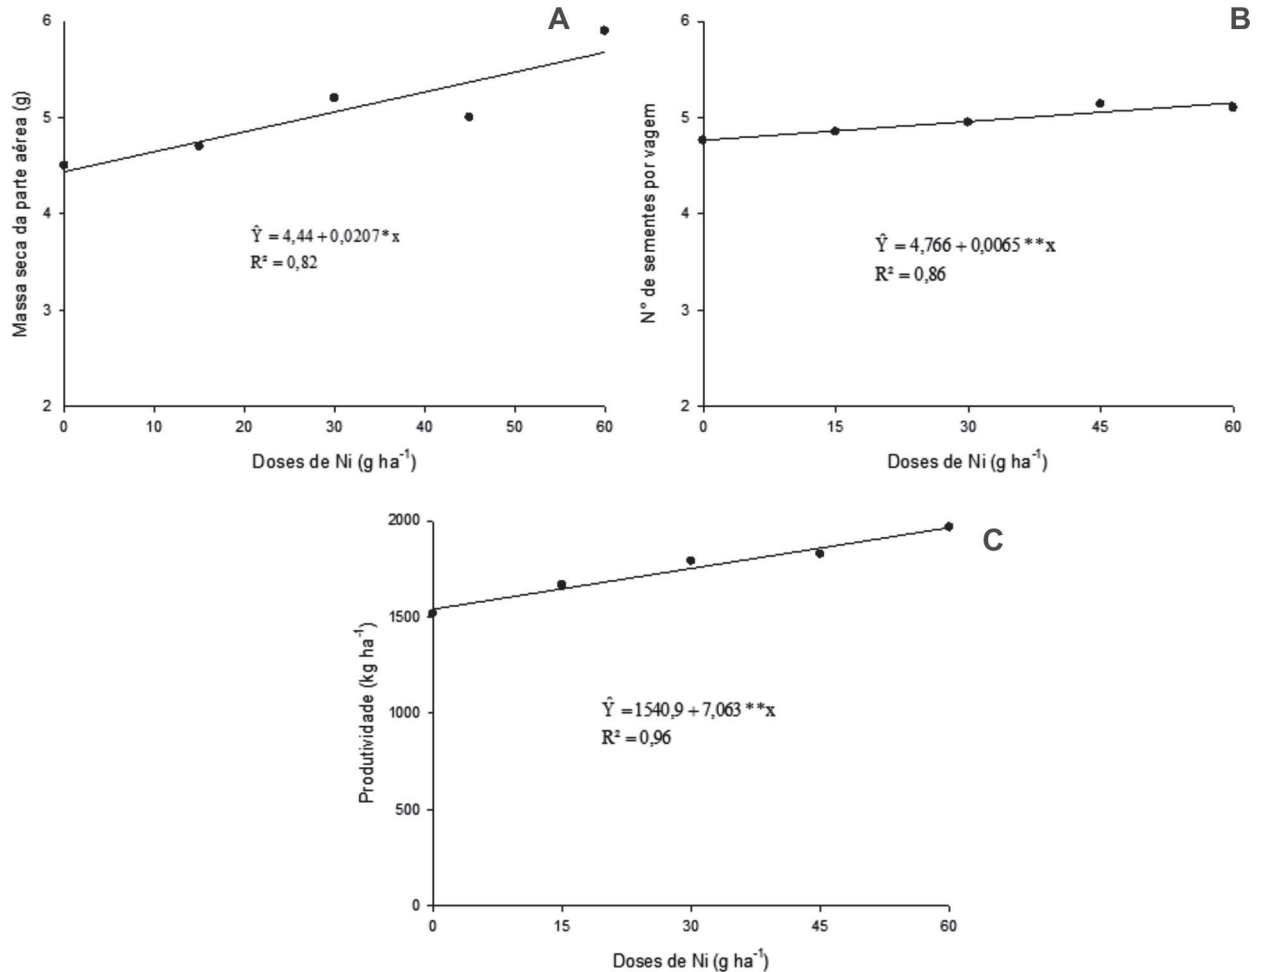 A
Massa seca da parte aérea (g)
6
5
4
3
2
Ŷ = 4,44 + 0,0207*x
R² = 0,82
0 10 20 30 40 50 60
Doses de Ni (g ha⁻¹)
B
N° de sementes por vagem
6
5
4
3
2
Ŷ = 4,766 + 0,0065 **x
R² = 0,86
0 15 30 45 60
Doses de Ni (g ha⁻¹)
C
Produtividade (kg ha⁻¹)
2000
1500
1000
500
0
Ŷ =1540,9 + 7,063 **x
R² = 0,96
0 15 30 45 60
Doses de Ni (g ha⁻¹)